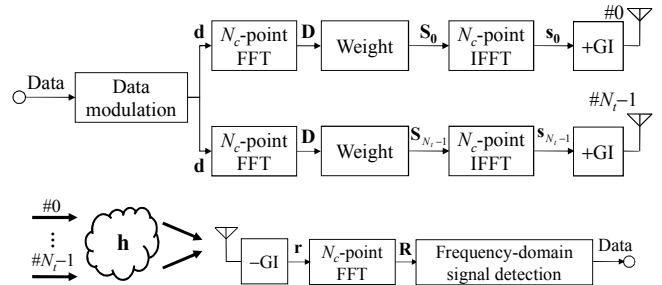 #0
d N_c-point FFT D Weight S_0 N_c-point IFFT s_0 +GI
Data Data modulation
#N_t−1
d N_c-point FFT D Weight S_{N_t−1} N_c-point IFFT s_{N_t−1} +GI
#0
⋮
#N_t−1
h
−GI r N_c-point FFT R Frequency-domain signal detection Data